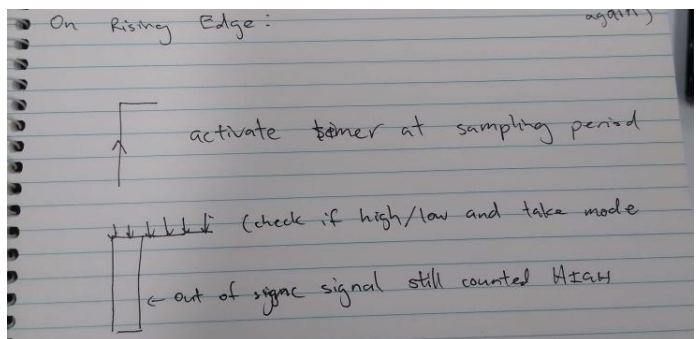 again)
On Rising Edge:
activate timer at sampling period
(check if high/low and take mode
← out of signal still counted HIGH